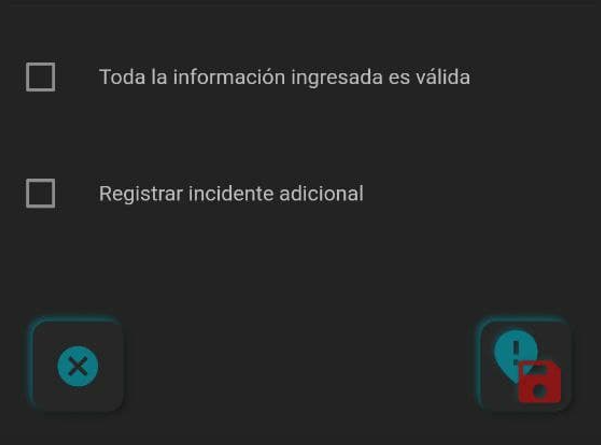 Toda la información ingresada es válida
Registrar incidente adicional